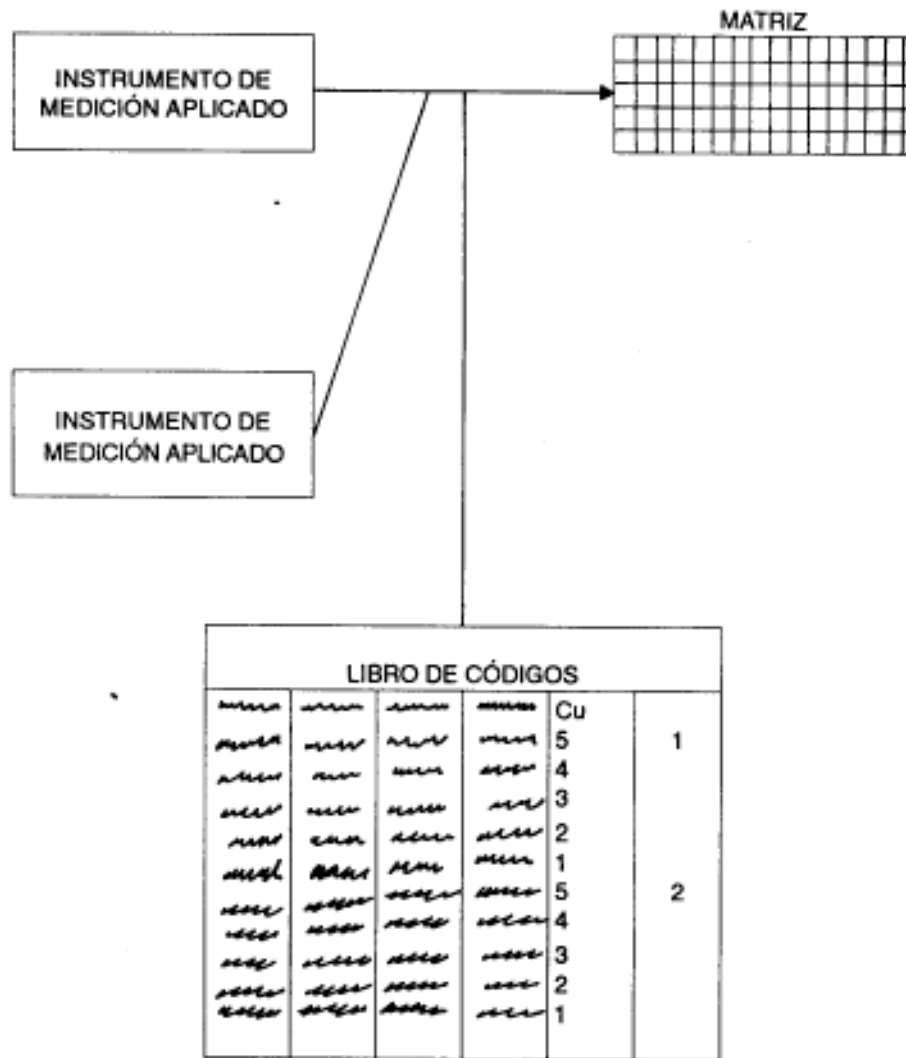 MATRIZ
INSTRUMENTO DE
MEDICIÓN APLICADO
INSTRUMENTO DE
MEDICIÓN APLICADO
LIBRO DE CÓDIGOS
Cu
5 1
4
3
2
1
5 2
4
3
2
1